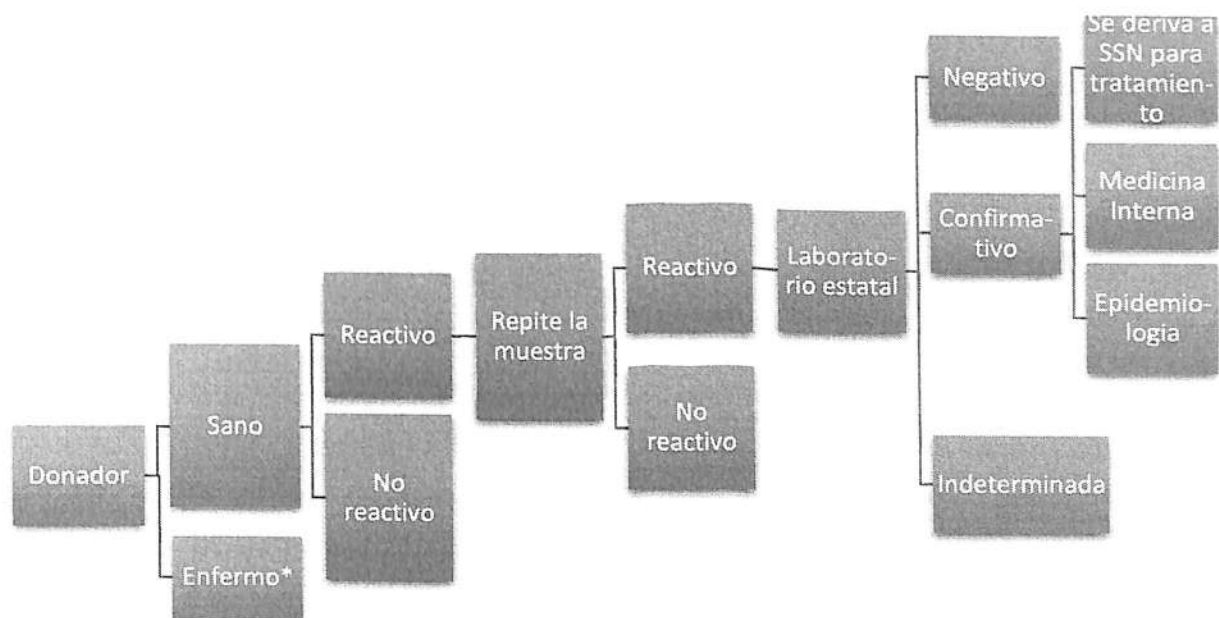 Donador
Sano
Enfermo*
Reactivo
No
reactivo
Repite la
muestra
Reactivo
No
reactivo
Laborato-
rio estatal
Negativo
Confirma-
tivo
Indeterminada
Se deriva a
SSN para
tratamien-
to
Medicina
Interna
Epidemio-
logia